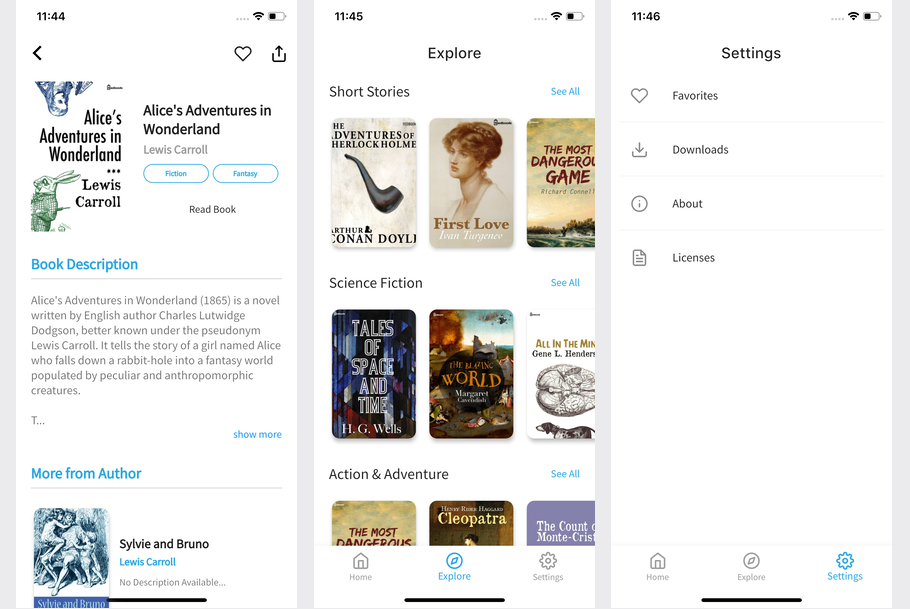 11:44
Alice's
Adventures in
Wonderland
Lewis
Carroll
Alice's Adventures in
Wonderland
Lewis Carroll
Fiction
Fantasy
Read Book
Book Description
Alice's Adventures in Wonderland (1865) is a novel
written by English author Charles Lutwidge
Dodgson, better known under the pseudonym
Lewis Carroll. It tells the story of a girl named Alice
who falls down a rabbit-hole into a fantasy world
populated by peculiar and anthropomorphic
creatures.
T...
show more
More from Author
Sylvie and Bruno
Sylvie and Bruno
Lewis Carroll
No Description Available...
11:45
Explore
Short Stories
See All
HE
ADVENTURES OF
HERLOCK HOLME
ARTHUR
CONAN DOYL
First Love
Ivan Turgenev
THE MOST
DANGEROU
GAME
Richard Connell
Science Fiction
See All
TALES
OF
SPACE
AND
TIME
H. G. Wells
THE BLAZING
WORLD
Margaret
Cavendish
ALL IN THE MIN
Gene L. Henders
Action & Adventure
See All
THE MOST
DANGEROUS
HENRY RIDER HAGGARD
Cleopatra
The Count o
Monte-Crist
Home
Explore
Settings
11:46
Settings
Favorites
Downloads
About
Licenses
Home
Explore
Settings